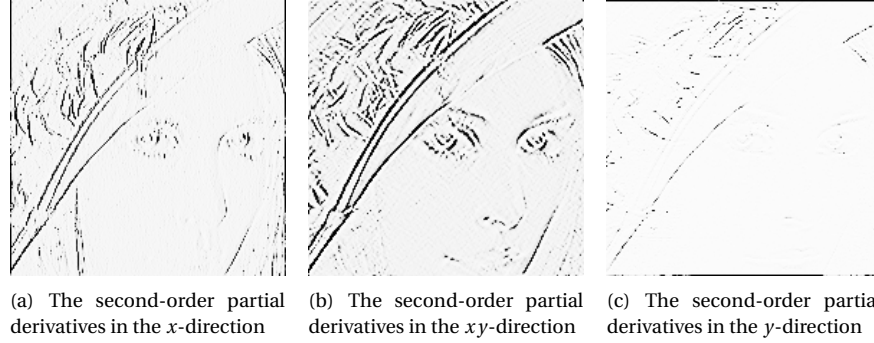 (a) The second-order partial
derivatives in the x-direction
(b) The second-order partial
derivatives in the xy-direction
(c) The second-order partia
derivatives in the y-direction